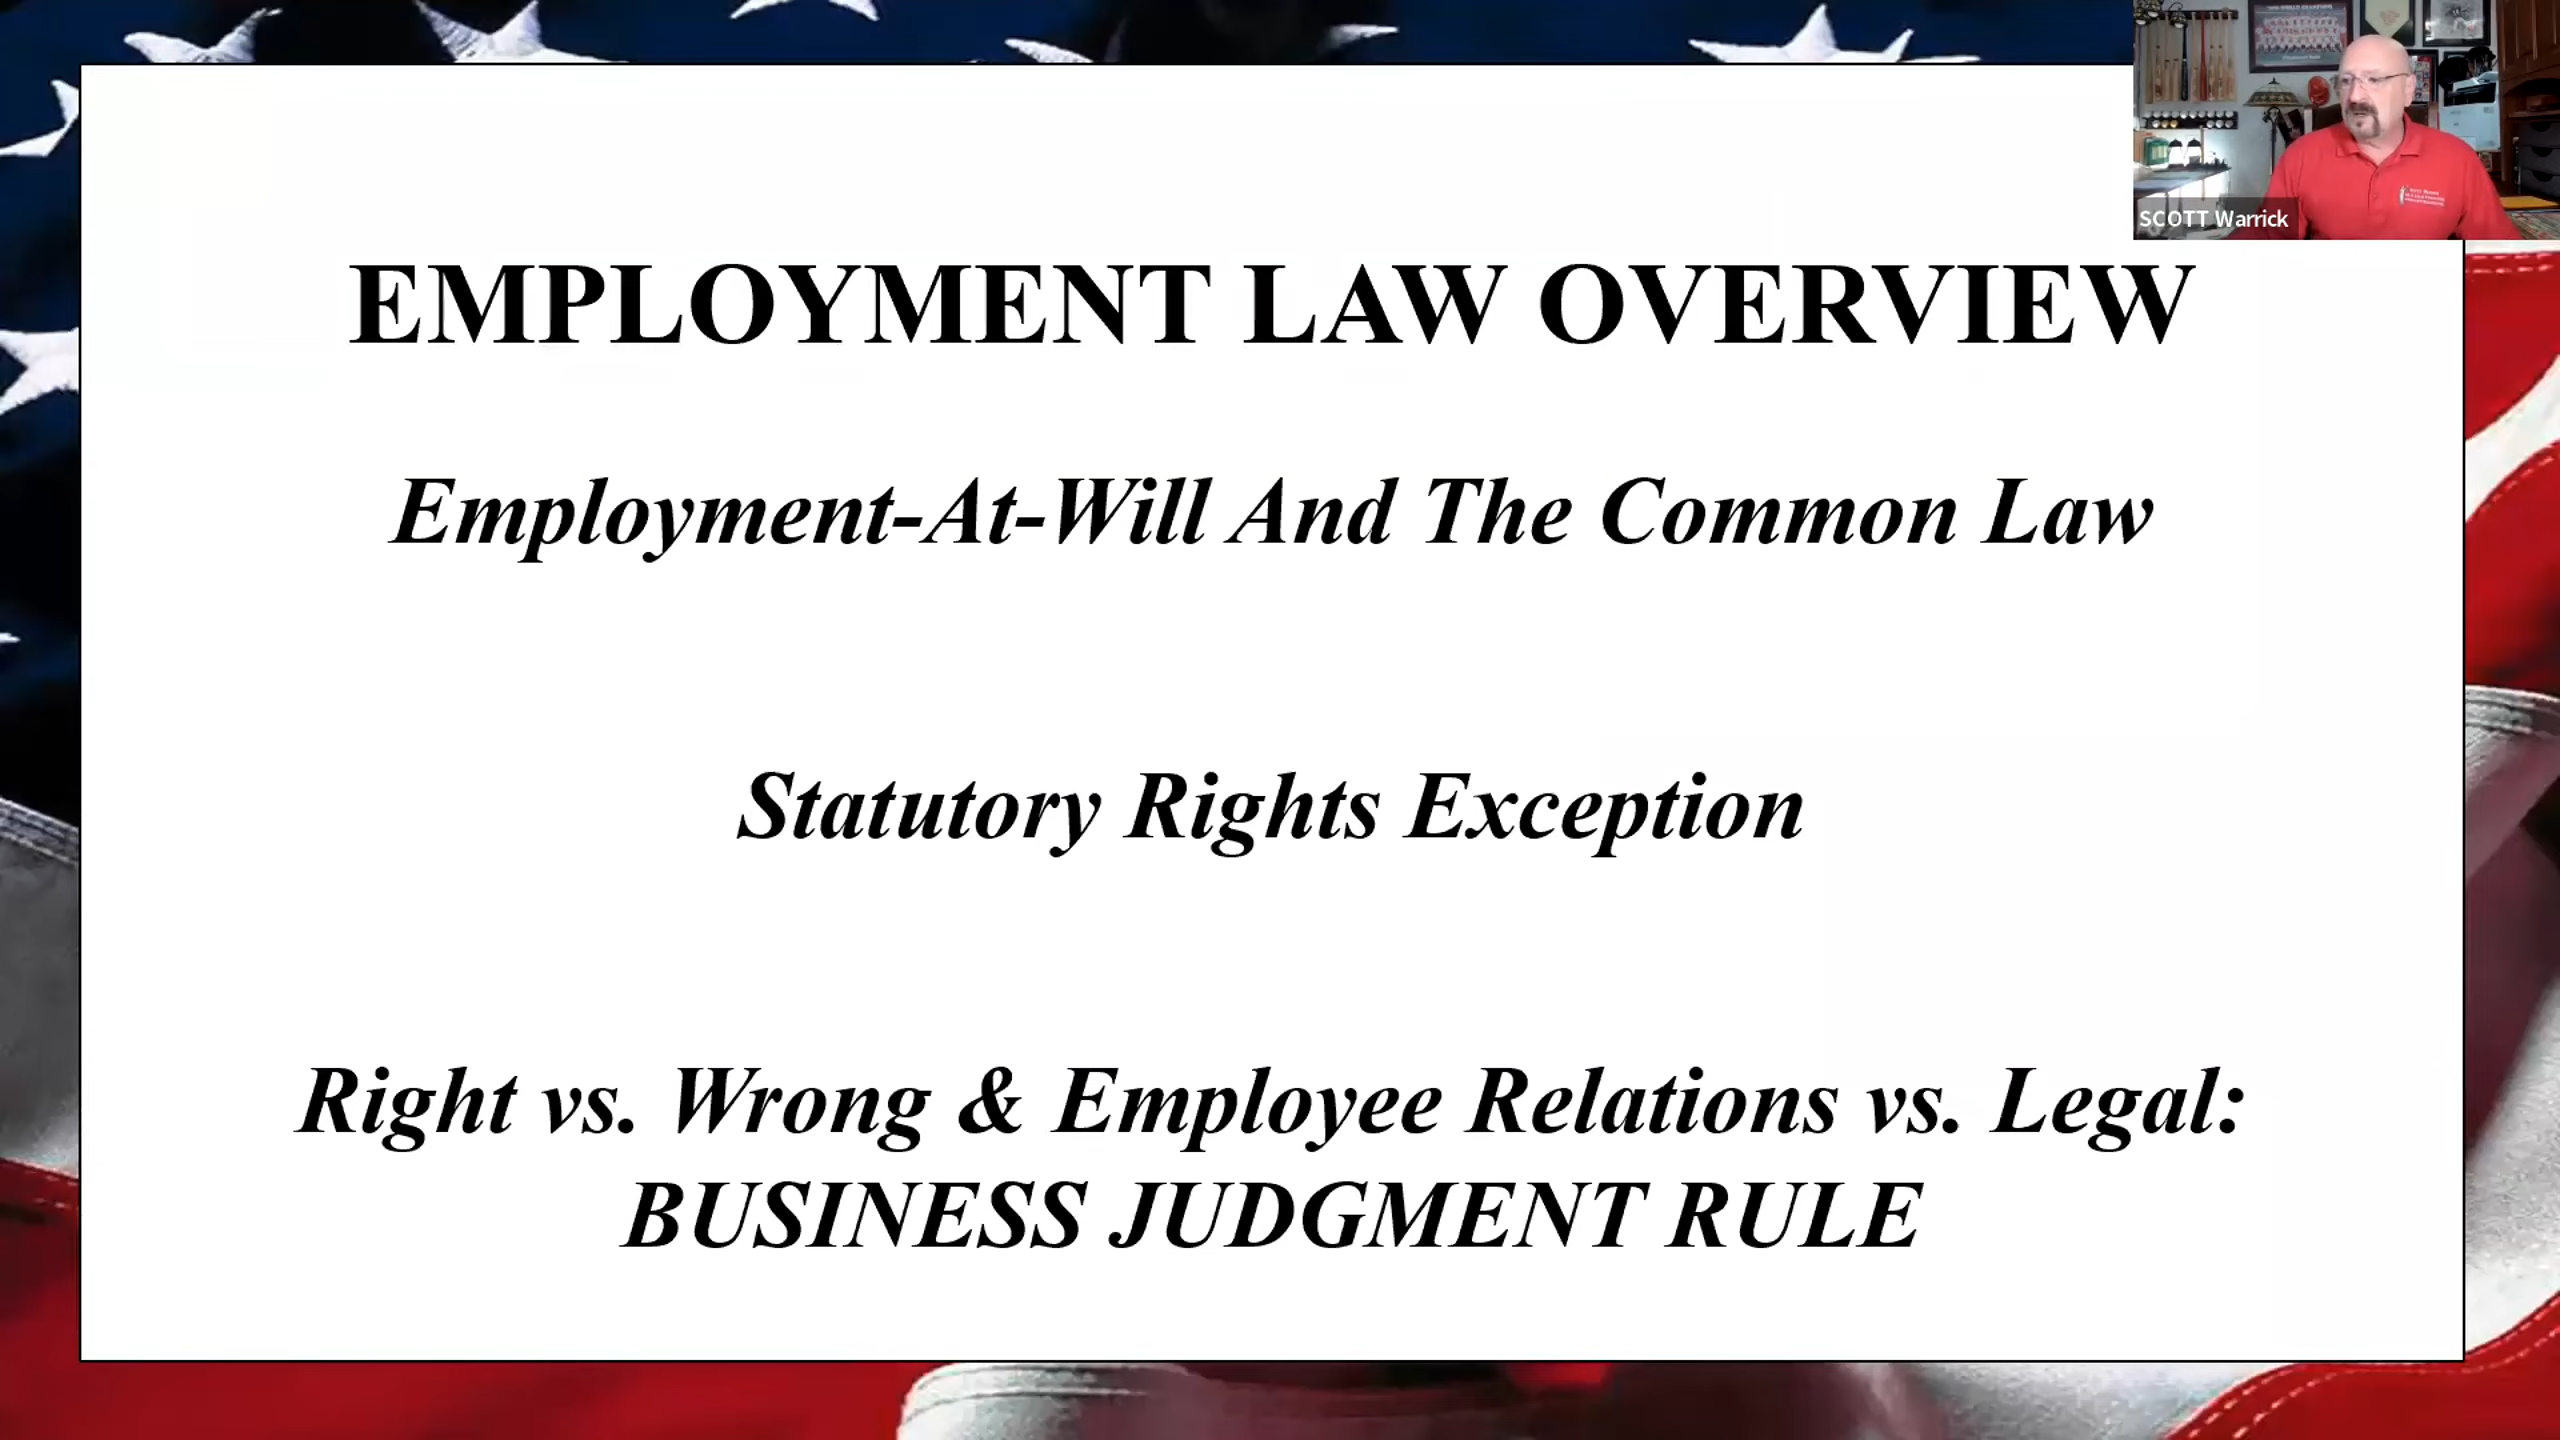 EMPLOYMENT LAW OVERVIEW
Employment-At-Will And The Common Law
Statutory Rights Exception
Right vs. Wrong & Employee Relations vs. Legal:
BUSINESS JUDGMENT RULE
SCOTT Warrick